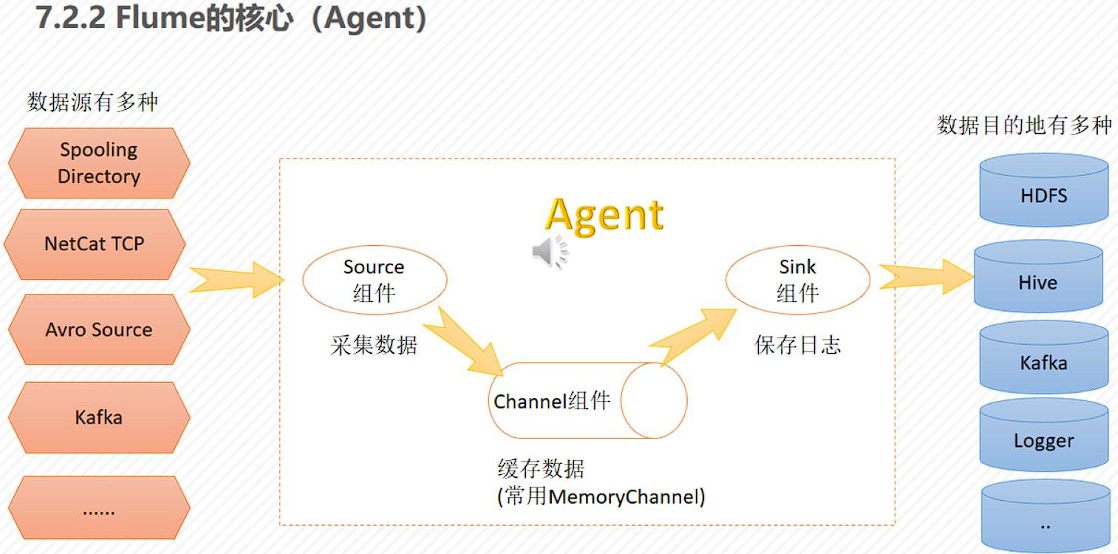 7.2.2 Flume的核心（Agent）
数据源有多种
Spooling
Directory
NetCat TCP
Avro Source
Kafka
......
Agent
Source
组件
采集数据
Channel组件
缓存数据
(常用MemoryChannel)
Sink
组件
保存日志
数据目的地有多种
HDFS
Hive
Kafka
Logger
..